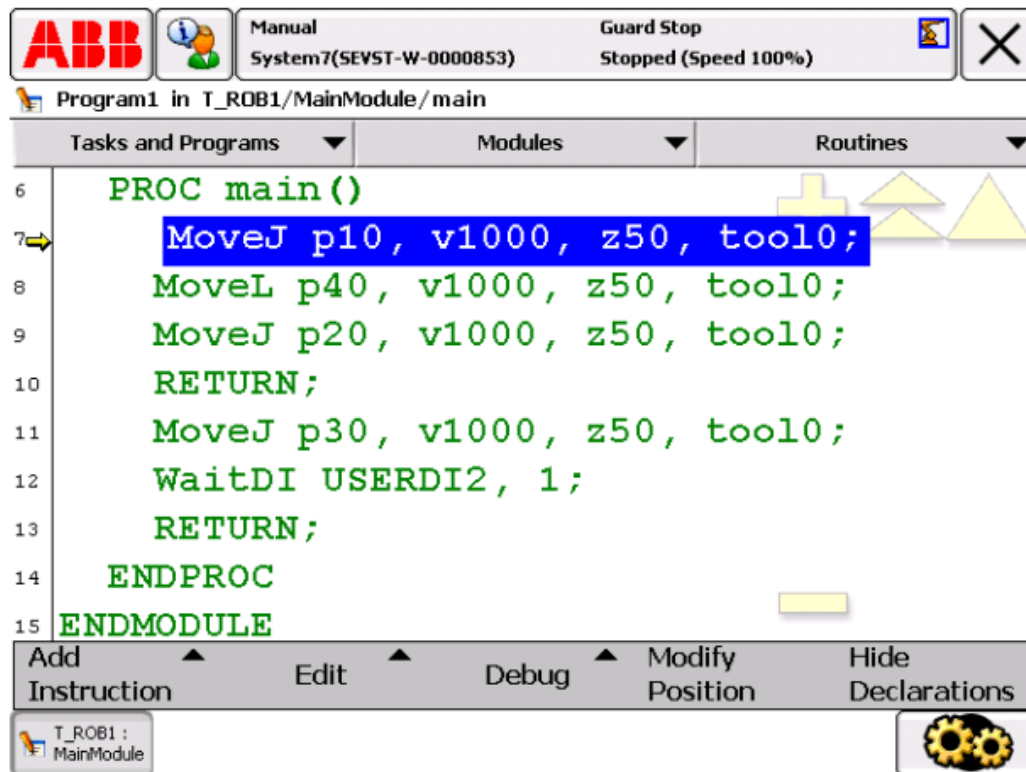 ABB
Manual
System7(SEVST-W-0000853)
Guard Stop
Stopped (Speed 100%)
Program1 in T_ROB1/MainModule/main
Tasks and Programs
Modules
Routines
6 PROC main()
7 MoveJ p10, v1000, z50, tool0;
8 MoveL p40, v1000, z50, tool0;
9 MoveJ p20, v1000, z50, tool0;
10 RETURN;
11 MoveJ p30, v1000, z50, tool0;
12 WaitDI USERDI2, 1;
13 RETURN;
14 ENDPROC
15 ENDMODULE
Add
Instruction
Edit
Debug
Modify
Position
Hide
Declarations
T_ROB1 :
MainModule